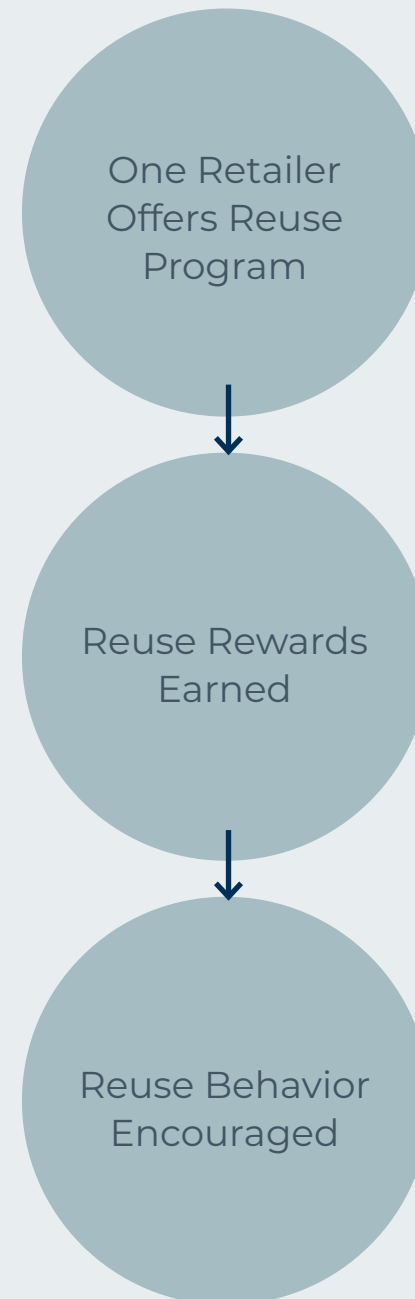 One Retailer
Offers Reuse
Program
Reuse Rewards
Earned
Reuse Behavior
Encouraged